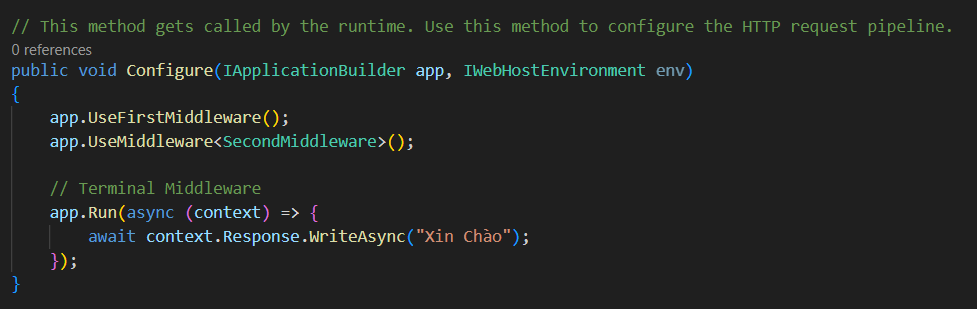 // This method gets called by the runtime. Use this method to configure the HTTP request pipeline.
0 references
public void Configure(IApplicationBuilder app, IWebHostEnvironment env)
{
app.UseFirstMiddleware();
app.UseMiddleware<SecondMiddleware>();
// Terminal Middleware
app.Run(async (context) => {
await context.Response.WriteAsync("Xin Chào");
});
}